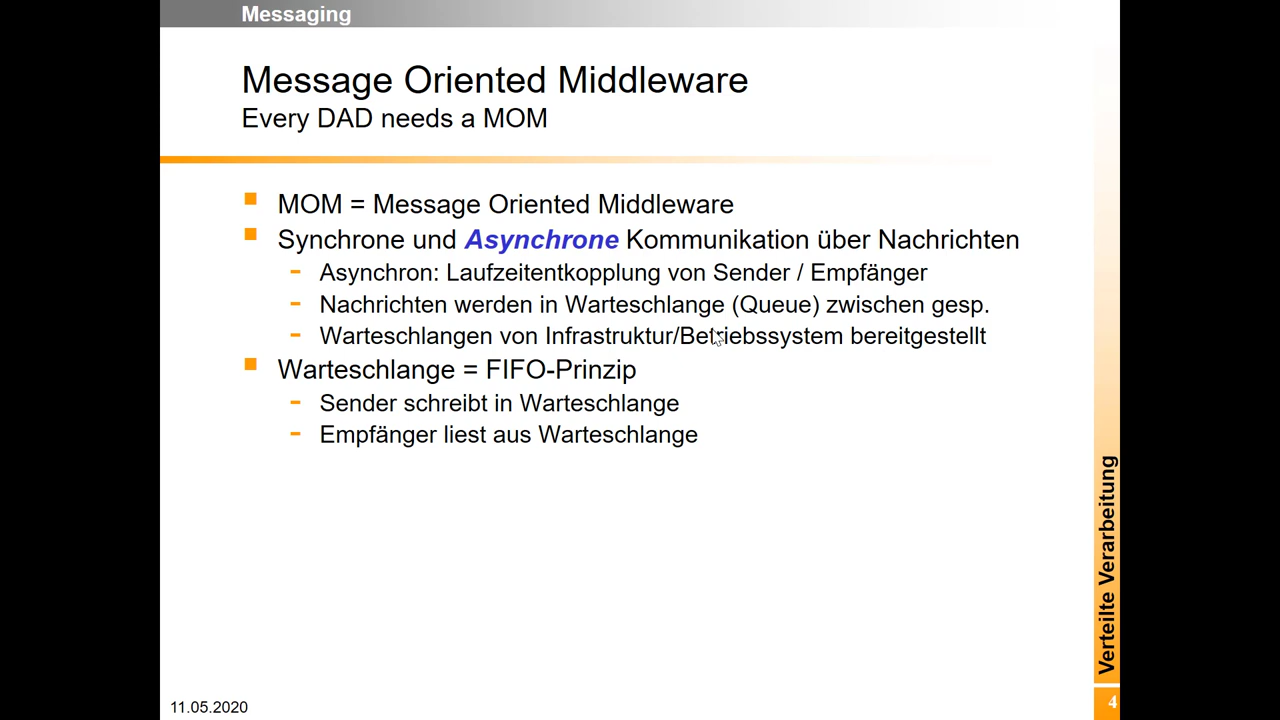 Messaging
Message Oriented Middleware
Every DAD needs a MOM
MOM = Message Oriented Middleware
Synchrone und Asynchrone Kommunikation über Nachrichten
- Asynchron: Laufzeitentkopplung von Sender / Empfänger
- Nachrichten werden in Warteschlange (Queue) zwischen gesp.
- Warteschlangen von Infrastruktur/Betriebssystem bereitgestellt
Warteschlange = FIFO-Prinzip
- Sender schreibt in Warteschlange
- Empfänger liest aus Warteschlange
Verteilte Verarbeitung
11.05.2020
4